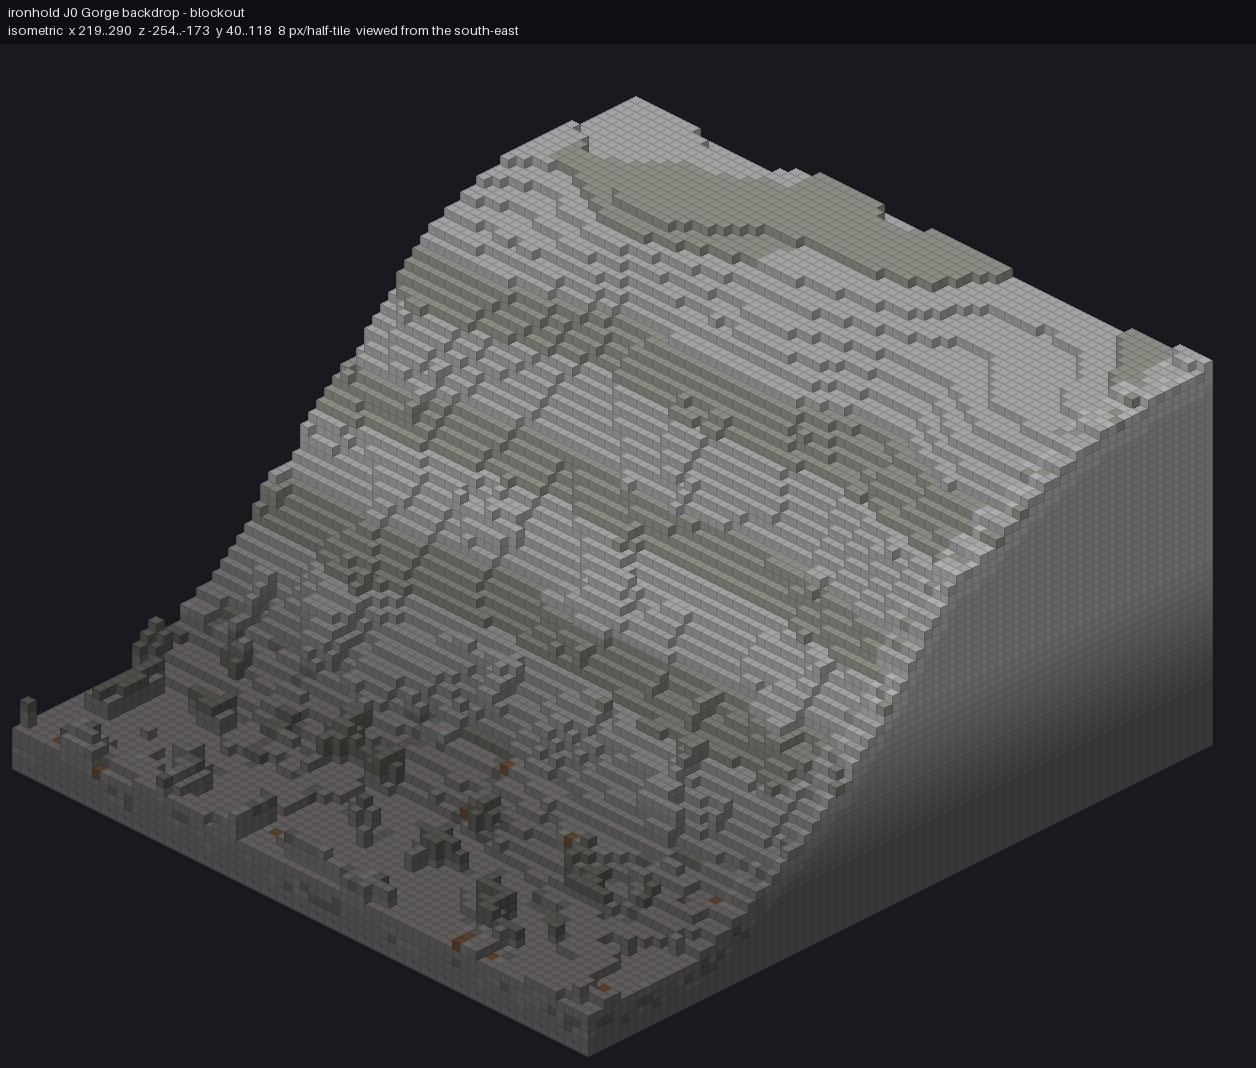 ironhold J0 Gorge backdrop - blockout
isometric  x 219..290  z -254..-173  y 40..118  8 px/half-tile  viewed from the south-east